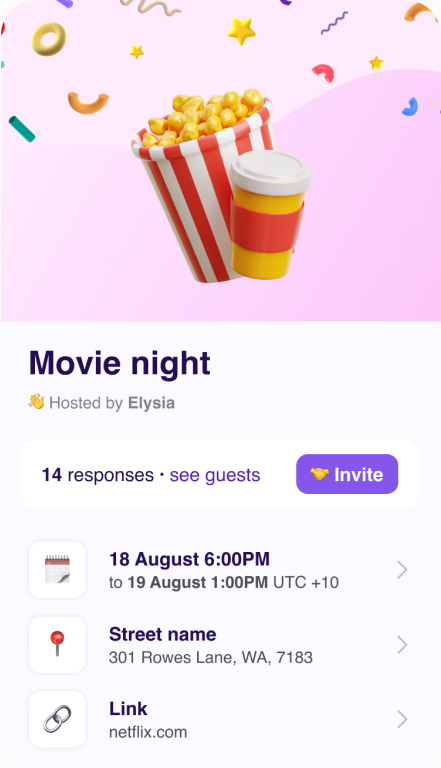 Movie night
👋 Hosted by Elysia
14 responses • see guests
🤝 Invite
18 August 6:00PM
to 19 August 1:00PM UTC +10
Street name
301 Rowes Lane, WA, 7183
Link
netflix.com